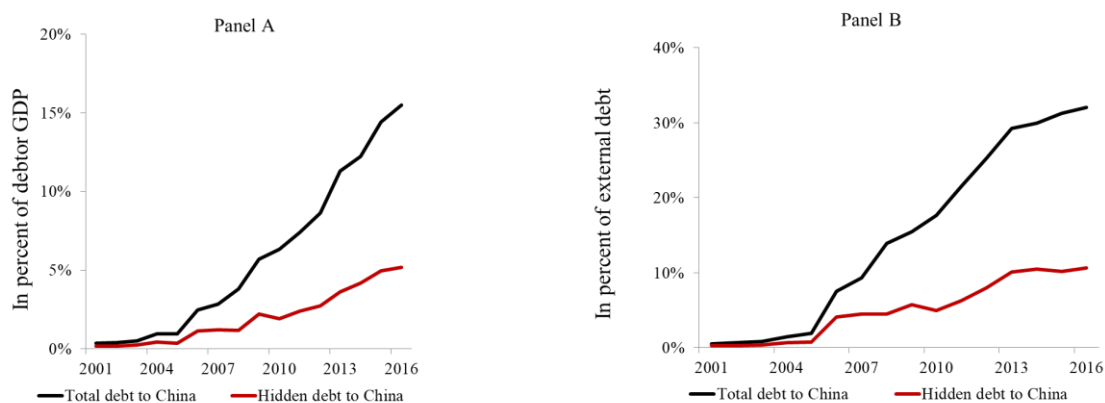 Panel A
In percent of debtor GDP
20%
15%
10%
5%
0%
2001 2004 2007 2010 2013 2016
Total debt to China Hidden debt to China
Panel B
In percent of external debt
40%
30%
20%
10%
0%
2001 2004 2007 2010 2013 2016
Total debt to China Hidden debt to China